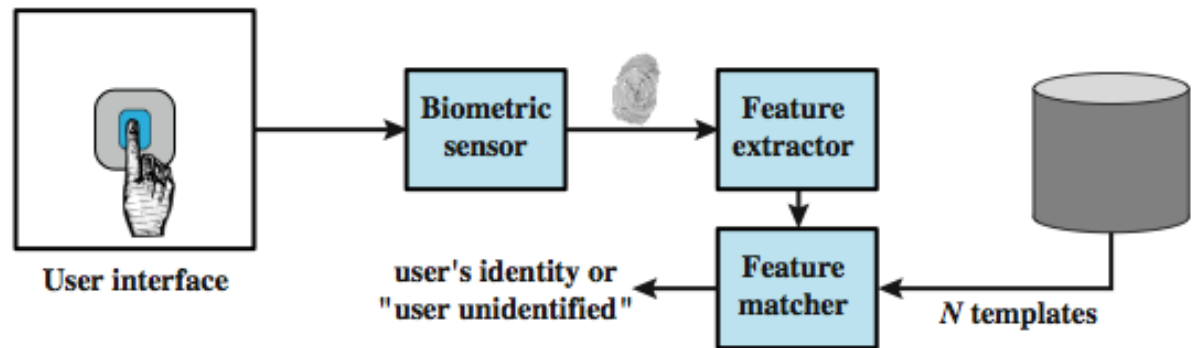 User interface
Biometric
sensor
Feature
extractor
Feature
matcher
user's identity or
"user unidentified"
N templates